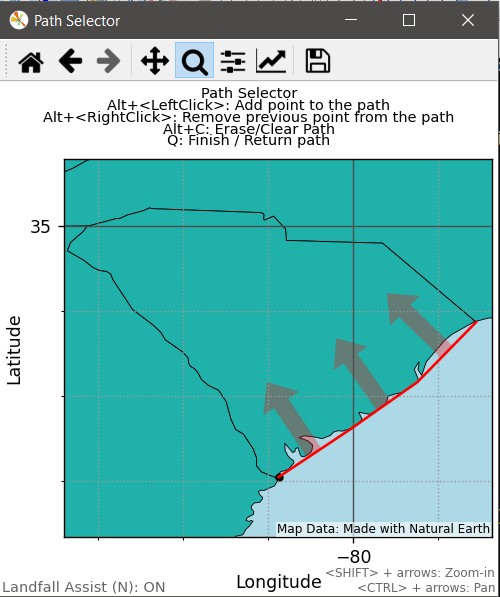 Path Selector
Path Selector
Alt+<LeftClick>: Add point to the path
Alt+<RightClick>: Remove previous point from the path
Alt+C: Erase/Clear Path
Q: Finish / Return path
35
Latitude
Map Data: Made with Natural Earth
−80
Longitude
<SHIFT> + arrows: Zoom-in
<CTRL> + arrows: Pan
Landfall Assist (N): ON